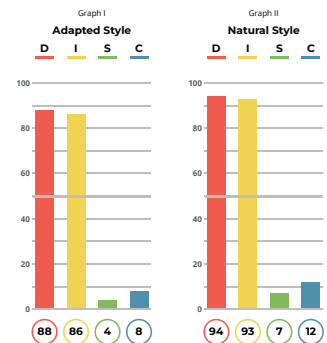 Graph I
Adapted Style
D I S C
100
80
60
40
20
0
88 86 4 8
Graph II
Natural Style
D I S C
100
80
60
40
20
0
94 93 7 12